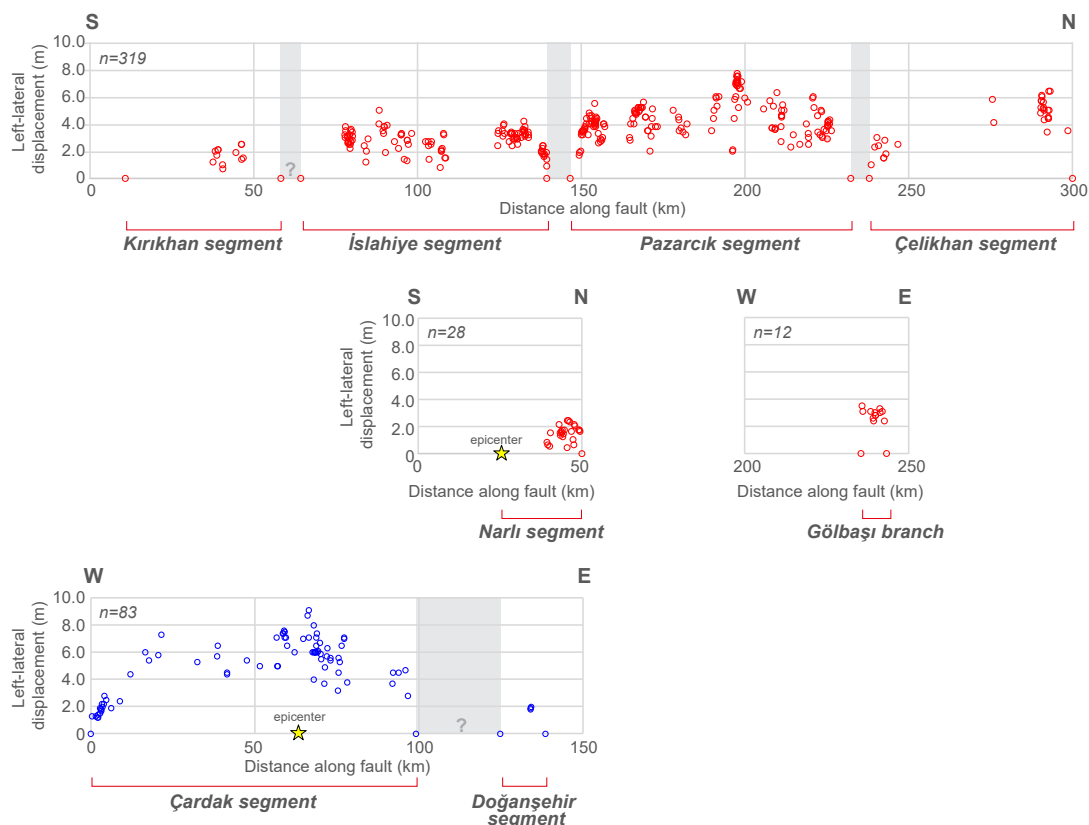 S N
Left-lateral
displacement (m)
10.0
8.0
6.0
4.0
2.0
0
n=319
?
0 50 100 150 200 250 300
Distance along fault (km)
Kırıkhan segment İslahiye segment Pazarcık segment Çelikhan segment
S N
Left-lateral
displacement (m)
10.0
8.0
6.0
4.0
2.0
0
n=28
epicenter
0 50
Distance along fault (km)
Narlı segment
W E
n=12
200 250
Distance along fault (km)
Gölbaşı branch
W E
Left-lateral
displacement (m)
10.0
8.0
6.0
4.0
2.0
0
n=83
epicenter
?
0 50 100 150
Distance along fault (km)
Çardak segment
Doğanşehir
segment